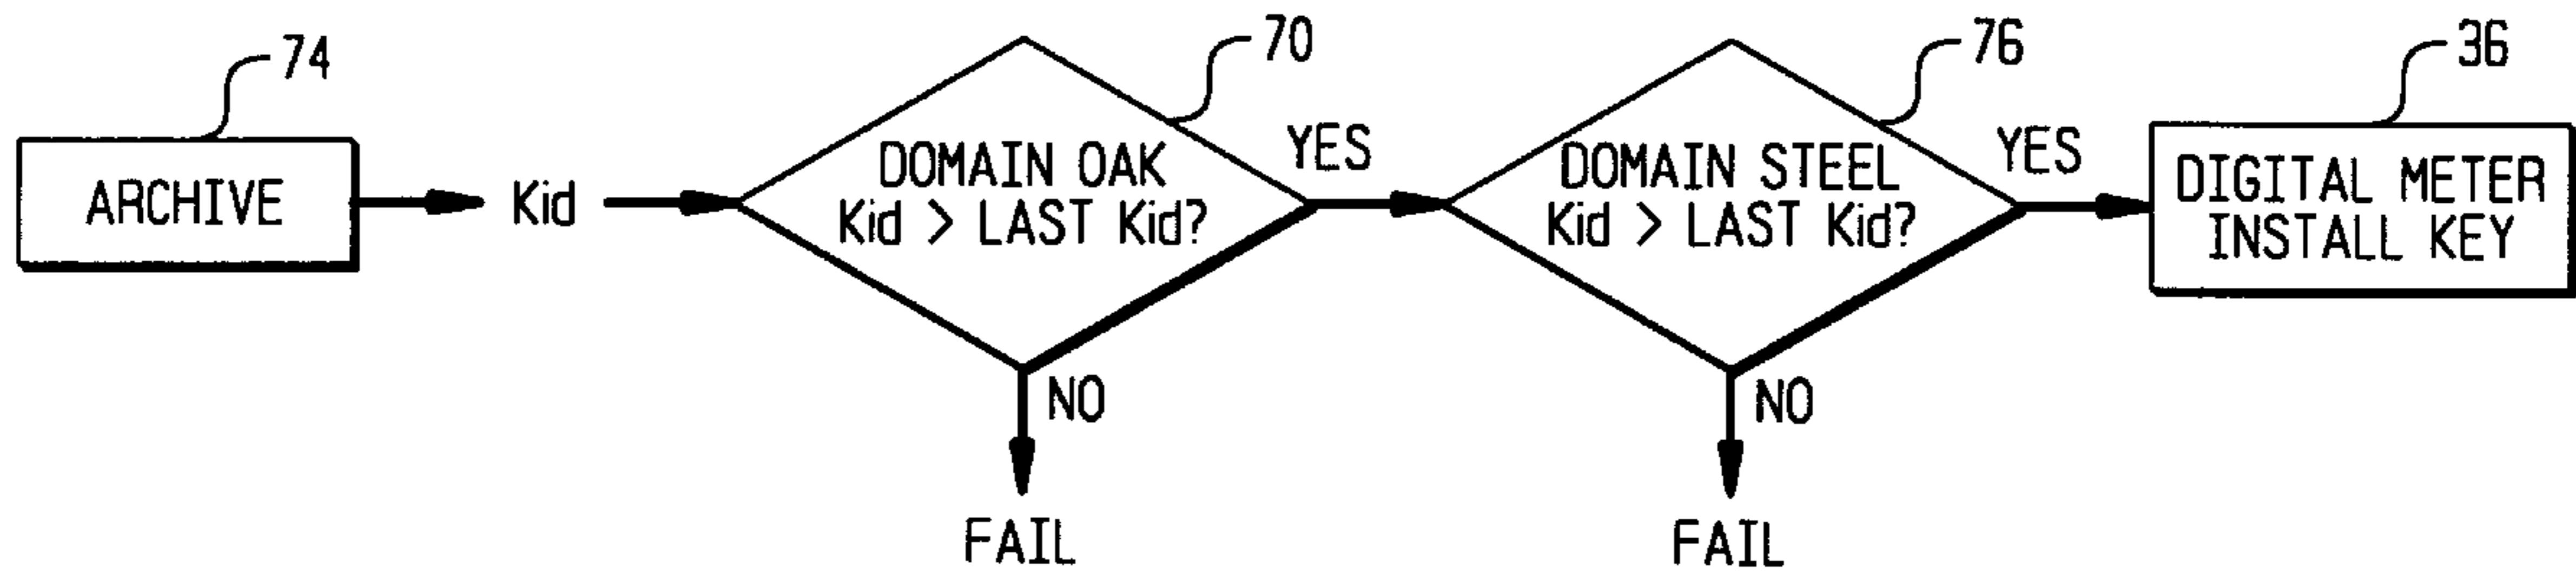 74
ARCHIVE
Kid
70
DOMAIN OAK
Kid > LAST Kid?
YES
NO
FAIL
76
DOMAIN STEEL
Kid > LAST Kid?
YES
NO
FAIL
36
DIGITAL METER
INSTALL KEY